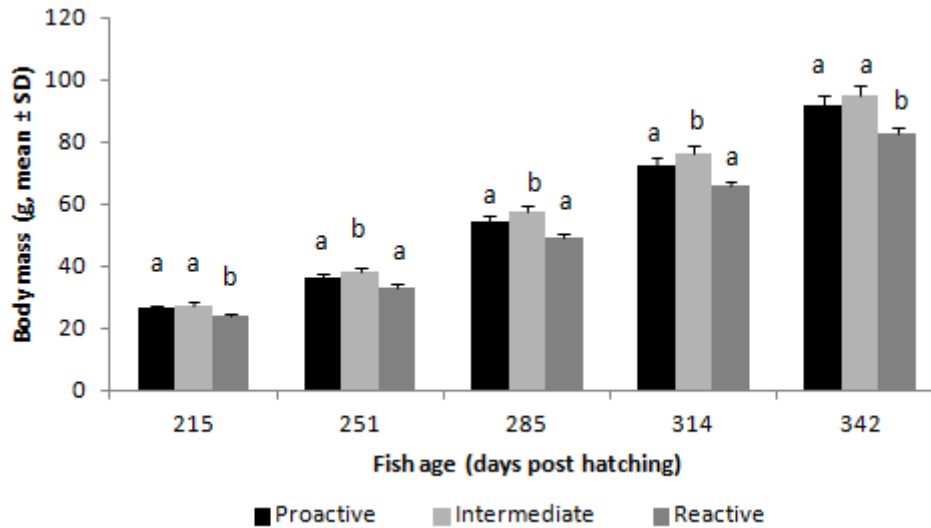 120
100
80
60
40
20
0
Body mass (g, mean ± SD)
a a b
a b a
a b a
a b a
a a b
215 251 285 314 342
Fish age (days post hatching)
Proactive Intermediate Reactive